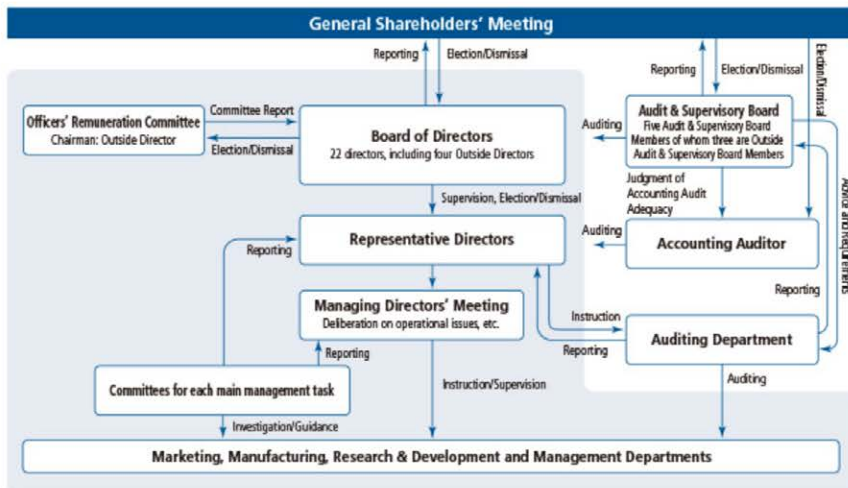 General Shareholders' Meeting
Reporting
Election/Dismissal
Reporting
Election/Dismissal
Election/Dismissal
Officers' Remuneration Committee
Chairman: Outside Director
Committee Report
Election/Dismissal
Board of Directors
22 directors, including four Outside Directors
Auditing
Audit & Supervisory Board
Five Audit & Supervisory Board
Members of whom three are Outside
Audit & Supervisory Board Members
Supervision, Election/Dismissal
Judgment of
Accounting Audit
Adequacy
Advice and Requirements
Reporting
Representative Directors
Auditing
Accounting Auditor
Reporting
Managing Directors' Meeting
Deliberation on operational issues, etc.
Instruction
Reporting
Auditing Department
Reporting
Committees for each main management task
Instruction/Supervision
Auditing
Investigation/Guidance
Marketing, Manufacturing, Research & Development and Management Departments